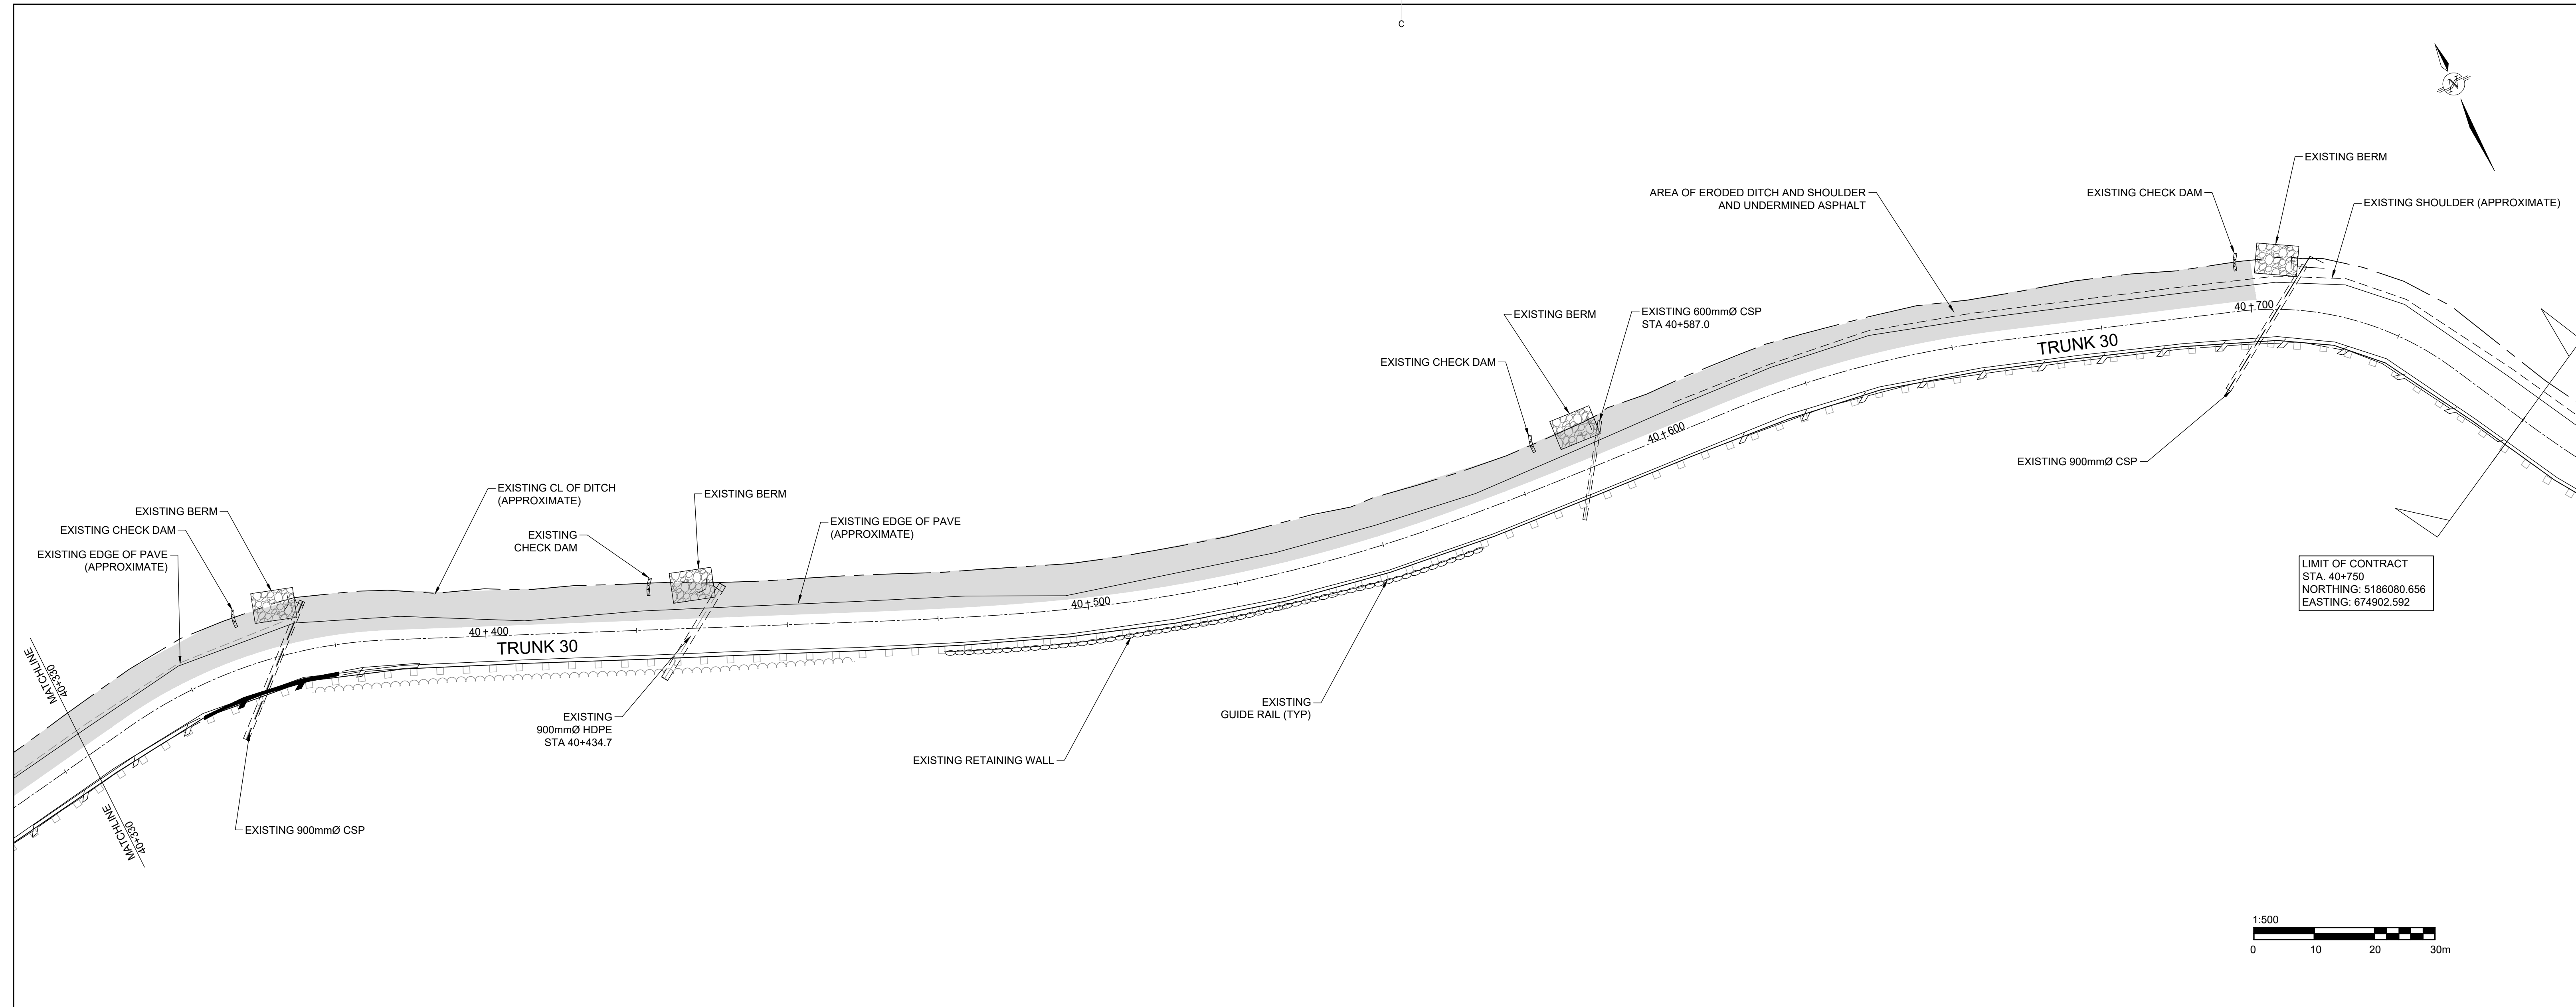 C
N
EXISTING BERM
AREA OF ERODED DITCH AND SHOULDER
AND UNDERMINED ASPHALT
EXISTING CHECK DAM
EXISTING SHOULDER (APPROXIMATE)
EXISTING BERM
EXISTING 600mmØ CSP
STA 40+587.0
40+700
TRUNK 30
EXISTING CHECK DAM
40+600
EXISTING 900mmØ CSP
EXISTING CL OF DITCH
(APPROXIMATE)
EXISTING BERM
EXISTING BERM
EXISTING CHECK DAM
EXISTING
CHECK DAM
EXISTING EDGE OF PAVE
(APPROXIMATE)
EXISTING EDGE OF PAVE
(APPROXIMATE)
LIMIT OF CONTRACT
STA. 40+750
NORTHING: 5186080.656
EASTING: 674902.592
40+500
40+400
TRUNK 30
MATCHLINE
40+330
EXISTING
900mmØ HDPE
STA 40+434.7
EXISTING
GUIDE RAIL (TYP)
EXISTING RETAINING WALL
MATCHLINE
40+330
EXISTING 900mmØ CSP
1:500
0 10 20 30m